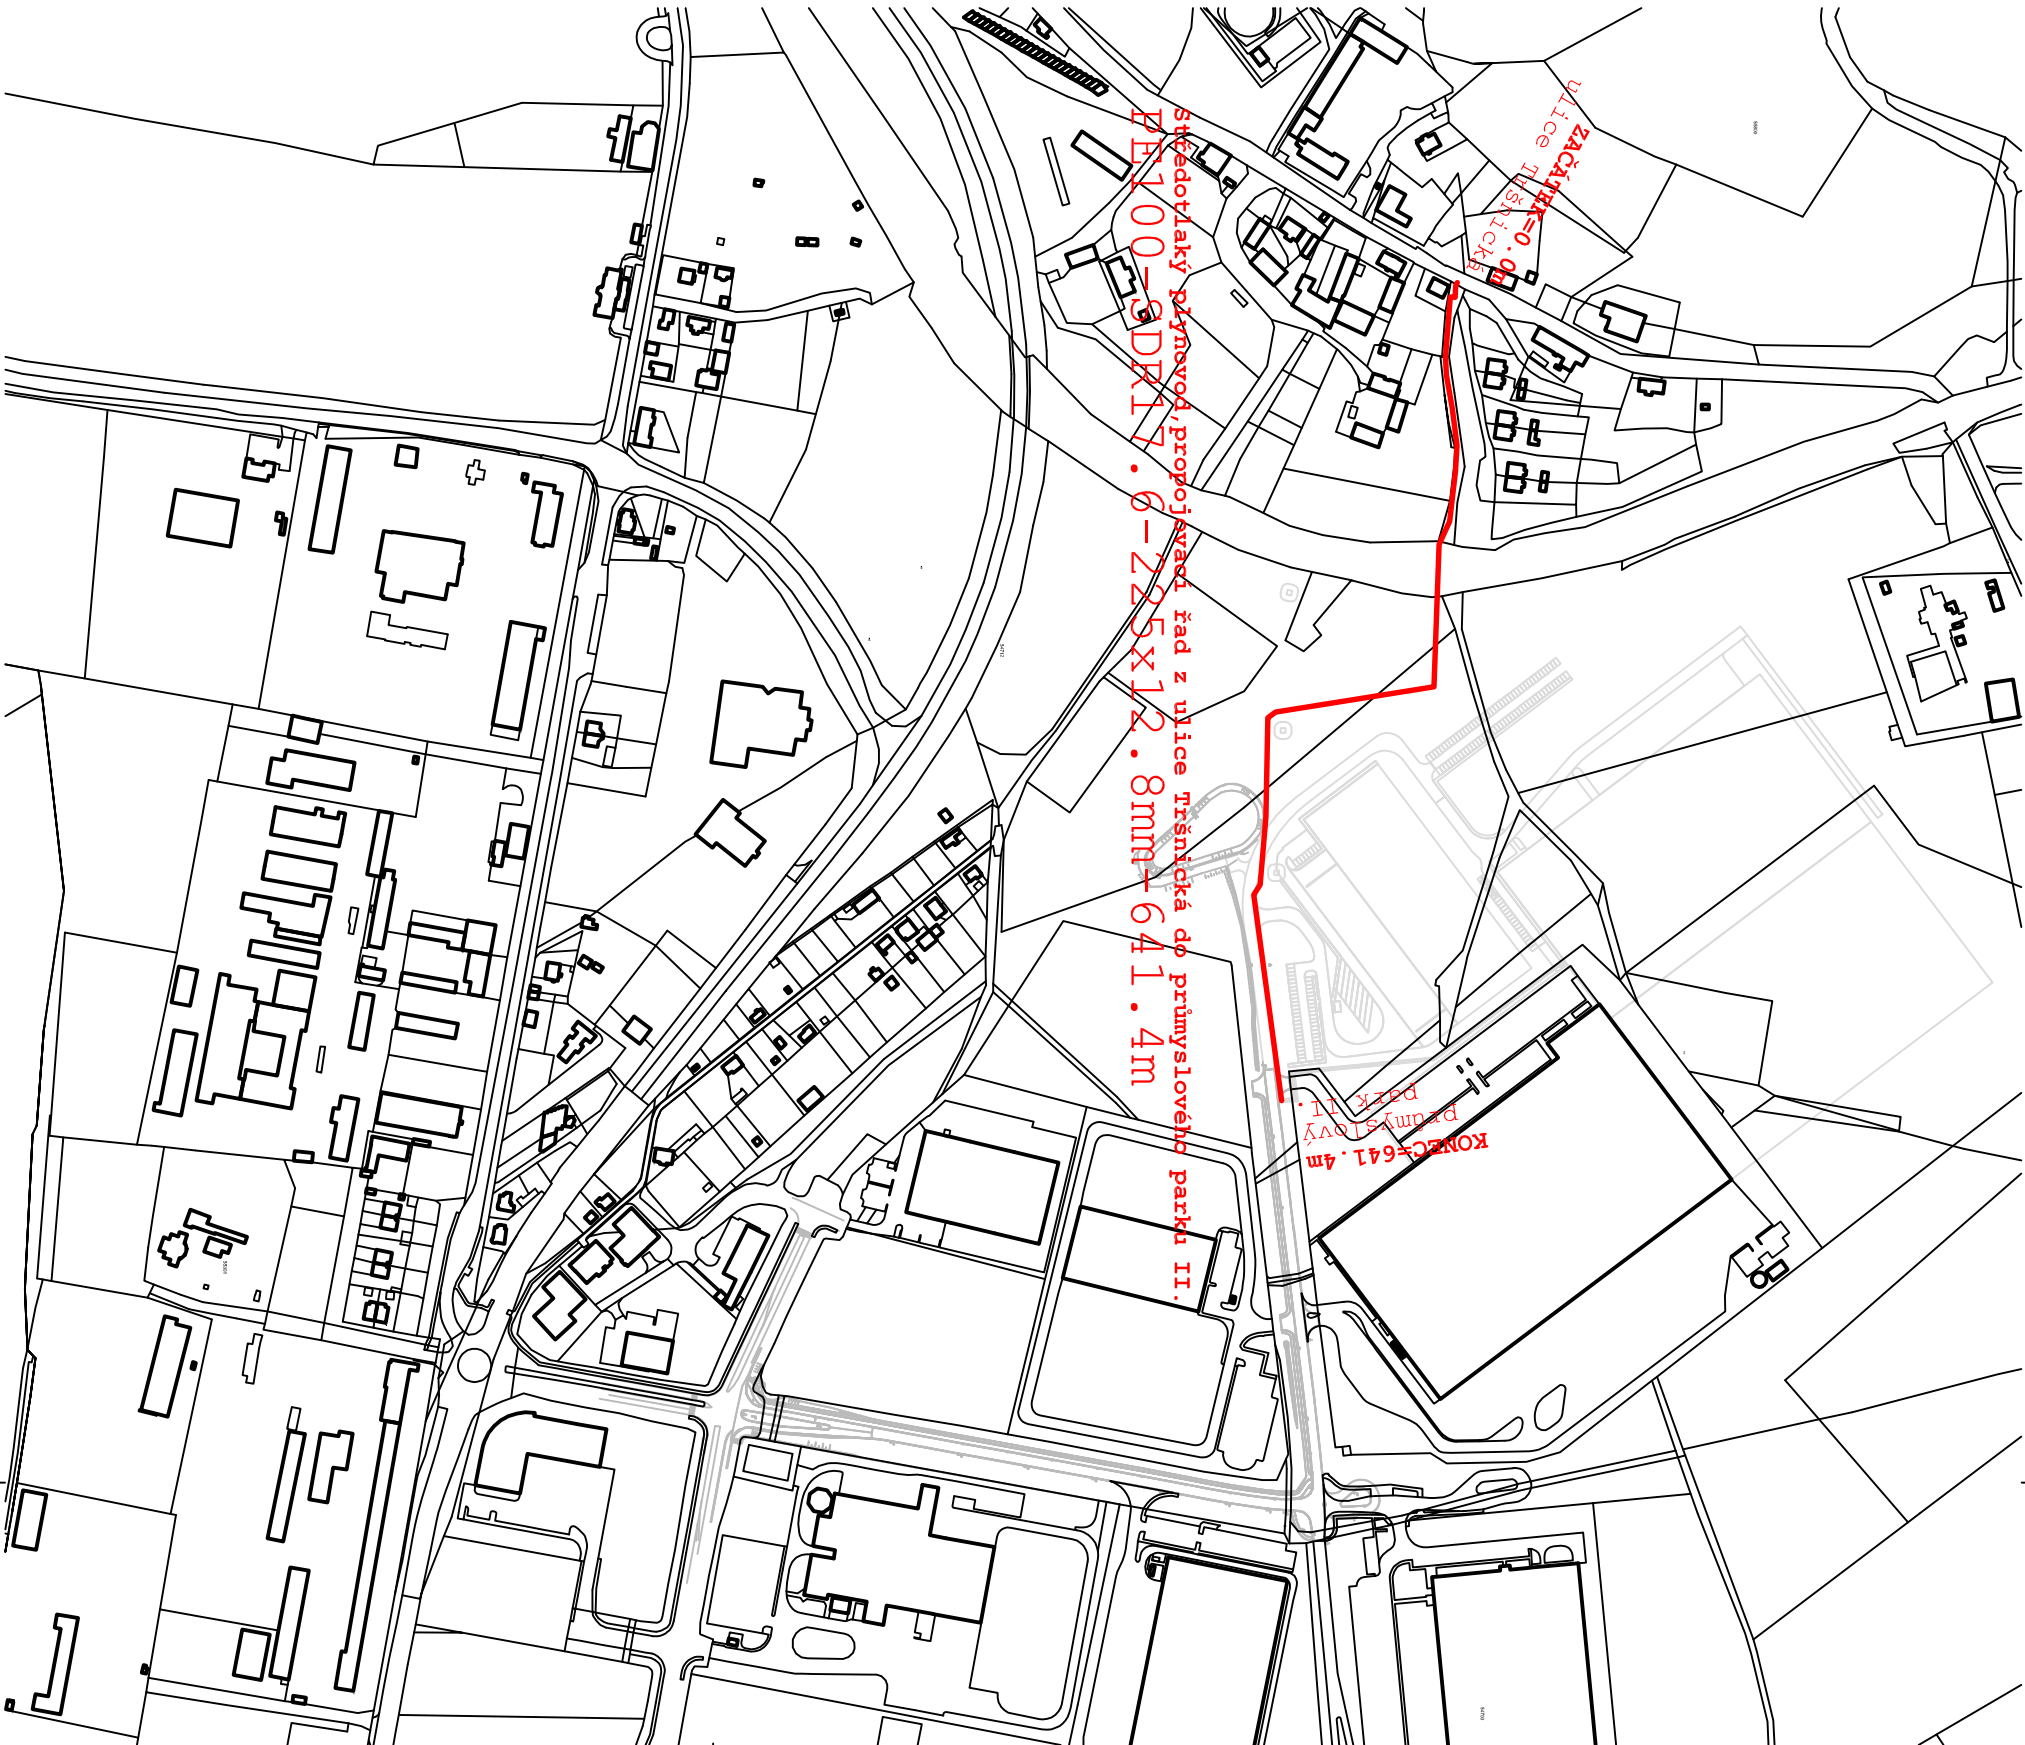 ulice Tršnická
ZAČÁTEK=0.0m
Středotlaký plynovod,propojovací řad z ulice Tršnická do průmyslového parku II.
PE100-SDR17.6-225x12.8mm-641.4m
KONEC=641.4m
průmyslový
park II.